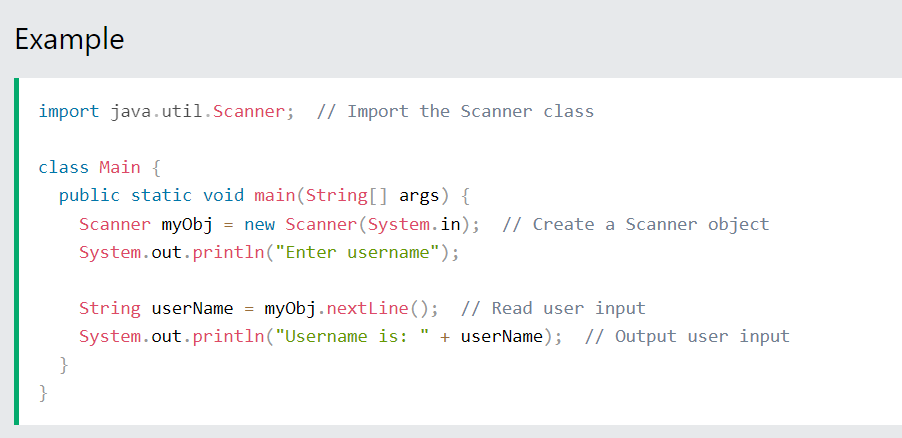 Example
import java.util.Scanner;  // Import the Scanner class
class Main {
  public static void main(String[] args) {
    Scanner myObj = new Scanner(System.in);  // Create a Scanner object
    System.out.println("Enter username");
    String userName = myObj.nextLine();  // Read user input
    System.out.println("Username is: " + userName);  // Output user input
  }
}